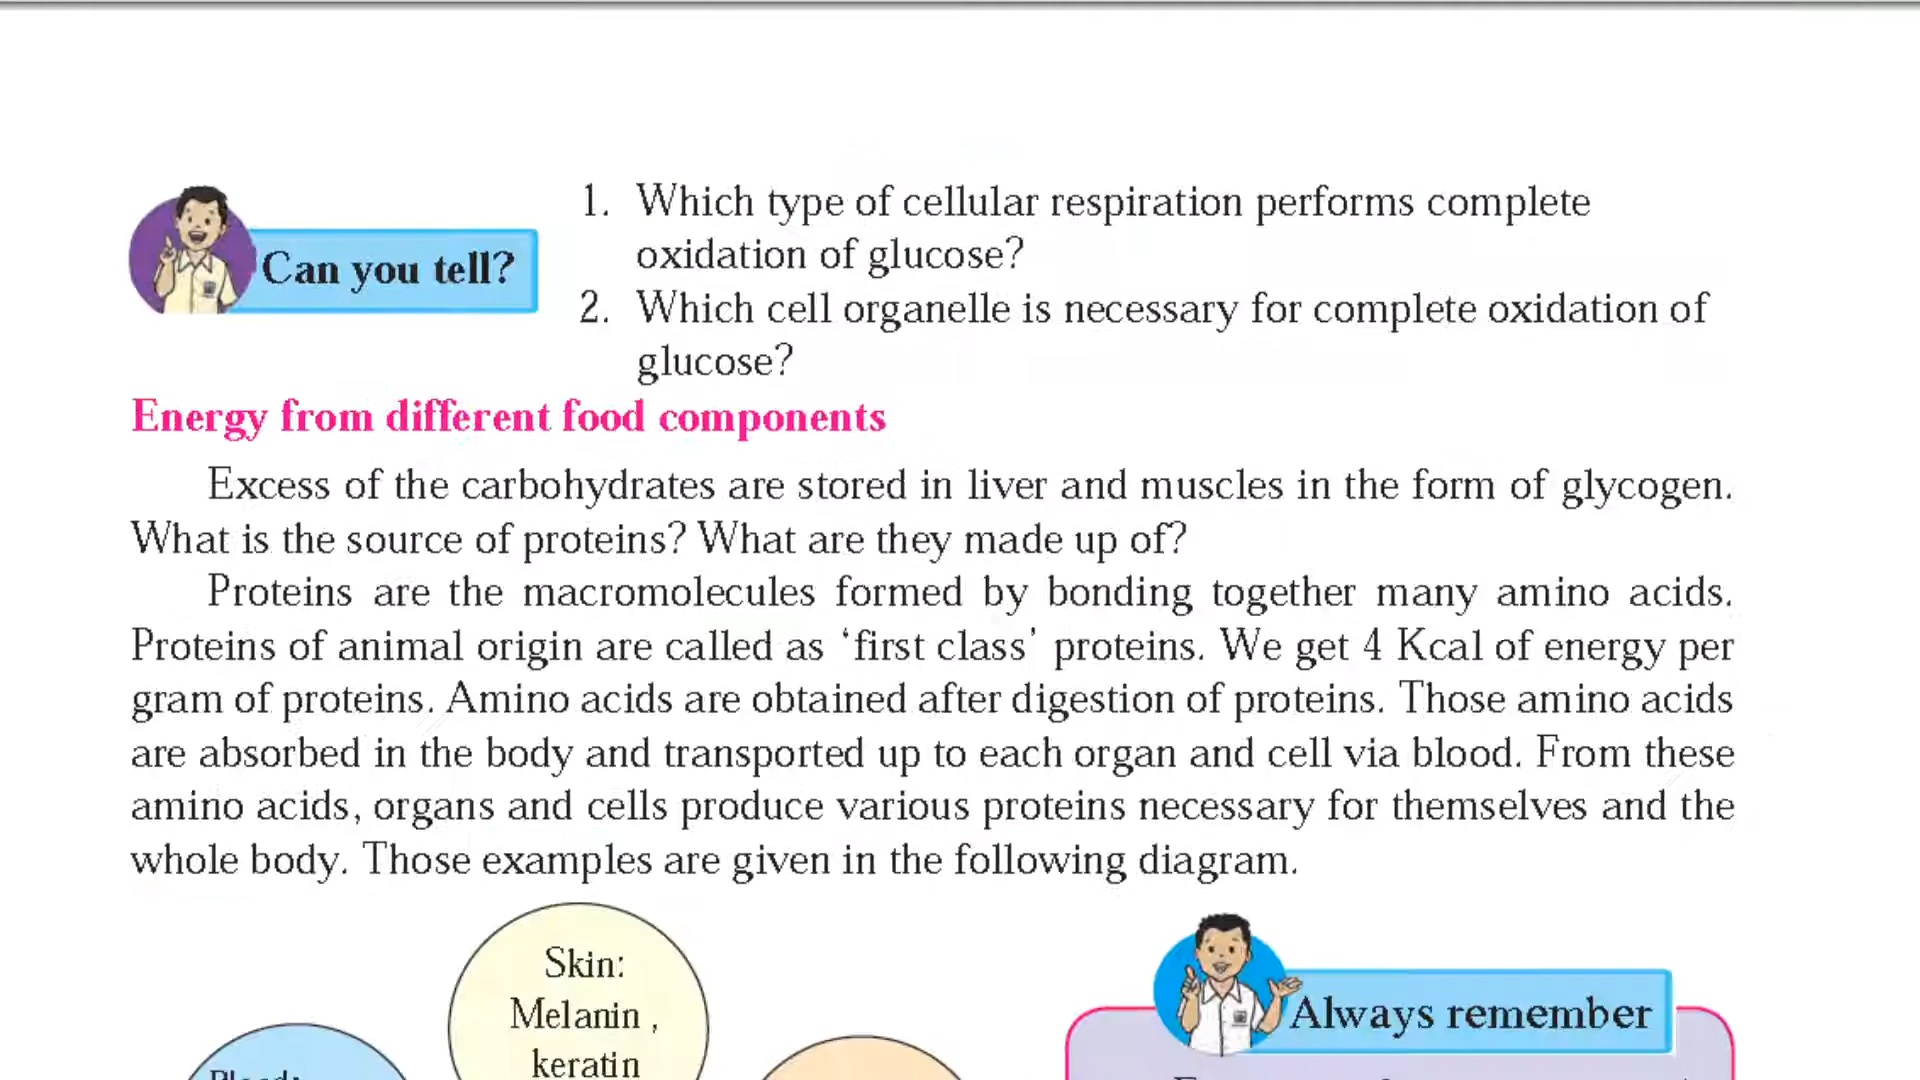 Can you tell?
1. Which type of cellular respiration performs complete
oxidation of glucose?
2. Which cell organelle is necessary for complete oxidation of
glucose?
Energy from different food components
Excess of the carbohydrates are stored in liver and muscles in the form of glycogen.
What is the source of proteins? What are they made up of?
Proteins are the macromolecules formed by bonding together many amino acids.
Proteins of animal origin are called as ‘first class’ proteins. We get 4 Kcal of energy per
gram of proteins. Amino acids are obtained after digestion of proteins. Those amino acids
are absorbed in the body and transported up to each organ and cell via blood. From these
amino acids, organs and cells produce various proteins necessary for themselves and the
whole body. Those examples are given in the following diagram.
Skin:
Melanin ,
keratin
Always remember